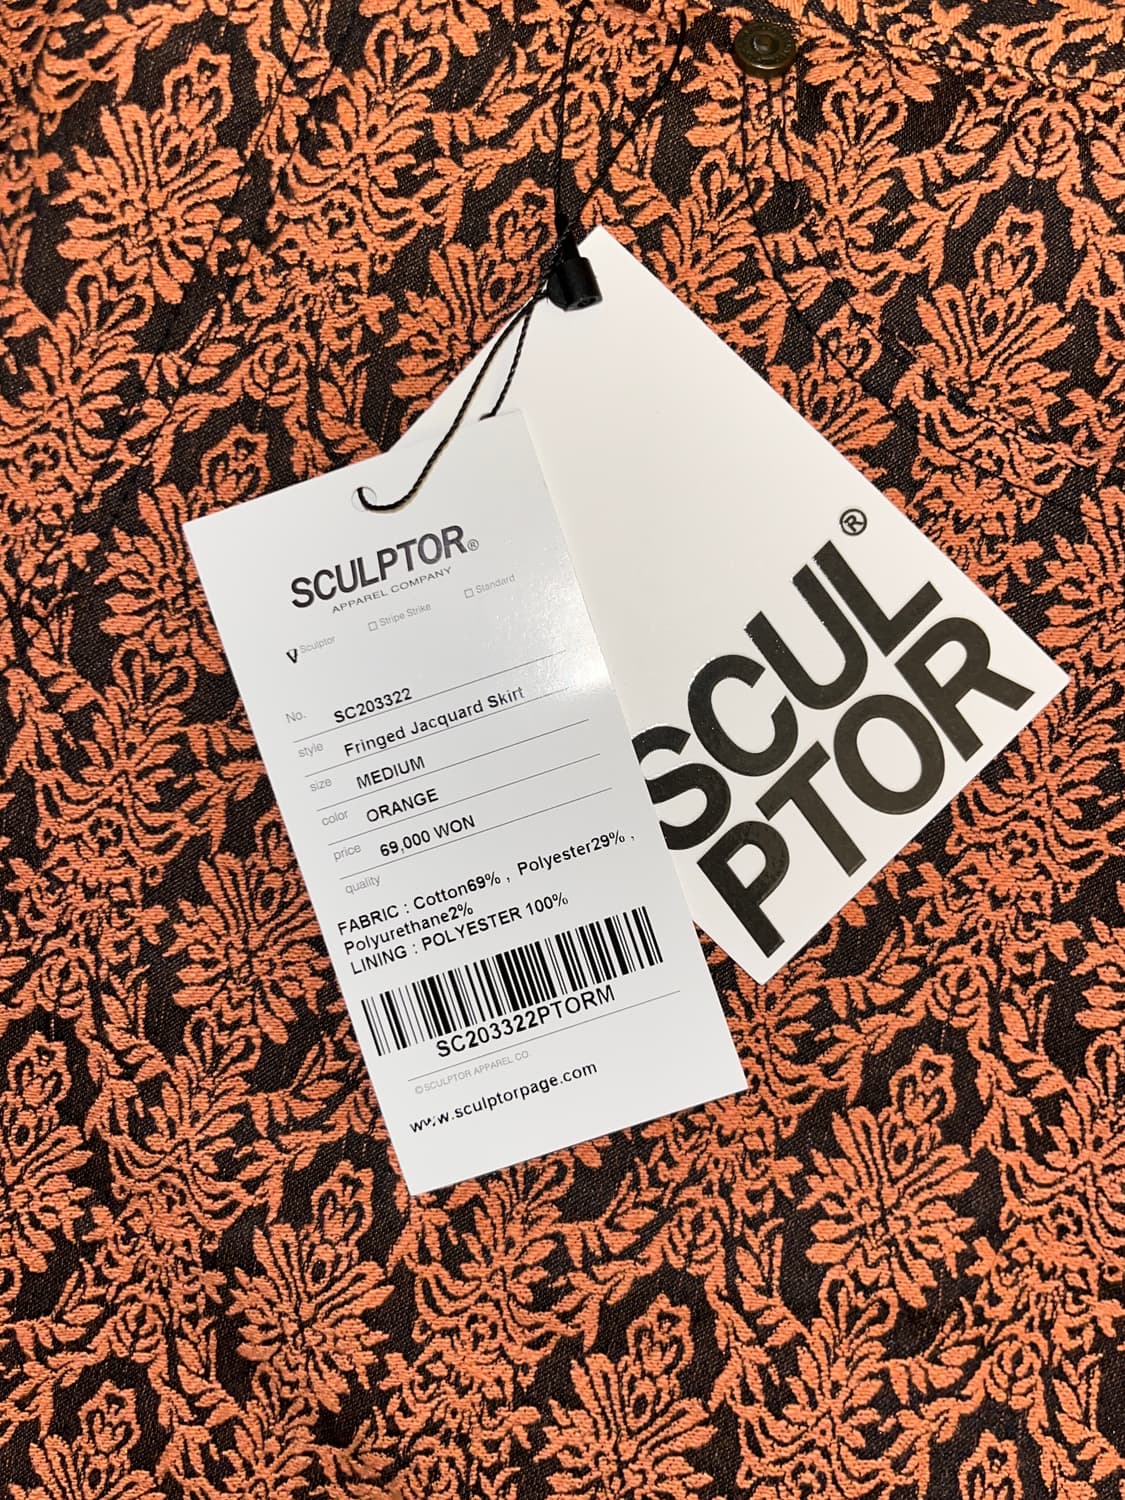 SCULPTOR®
APPAREL COMPANY
V Sculptor □ Stripe Strike □ Standard
No. SC203322
style Fringed Jacquard Skirt
size MEDIUM
color ORANGE
price 69,000 WON
quality
FABRIC : Cotton69% , Polyester29% ,
Polyurethane2%
LINING : POLYESTER 100%
SC203322PTORM
©SCULPTOR APPAREL CO.
www.sculptorpage.com
SCUL®
PTOR